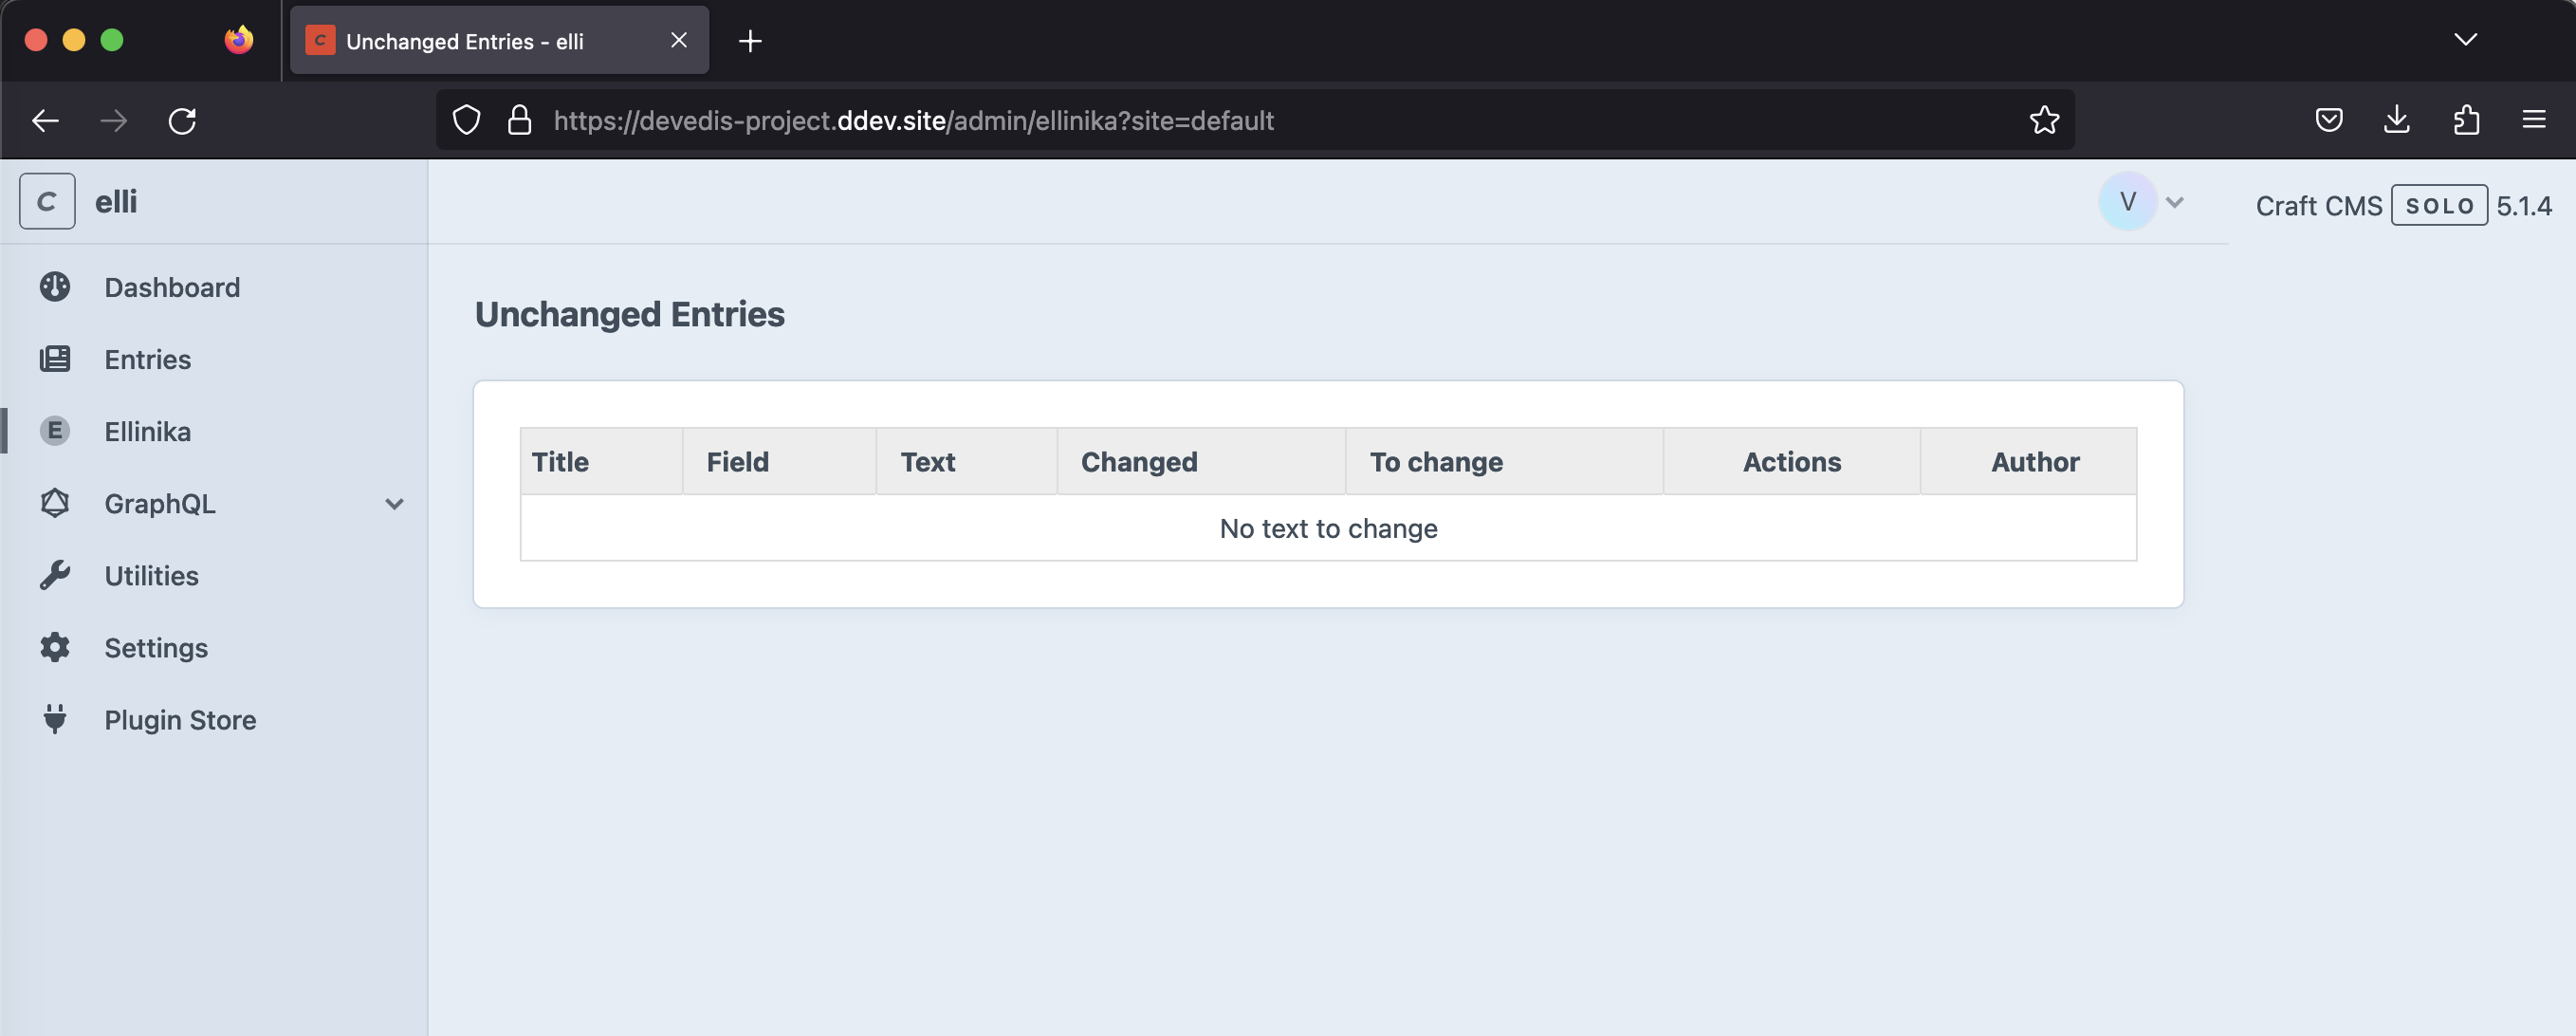 Unchanged Entries - elli
https://devedis-project.ddev.site/admin/ellinika?site=default
C elli
V
Craft CMS SOLO 5.1.4
Dashboard
Entries
E Ellinika
GraphQL
Utilities
Settings
Plugin Store
Unchanged Entries
Title Field Text Changed To change Actions Author
No text to change